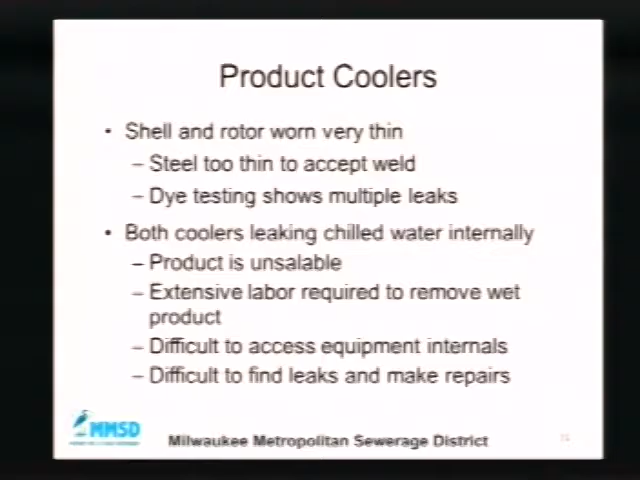 Product Coolers
• Shell and rotor worn very thin
– Steel too thin to accept weld
– Dye testing shows multiple leaks
• Both coolers leaking chilled water internally
– Product is unsalable
– Extensive labor required to remove wet
product
– Difficult to access equipment internals
– Difficult to find leaks and make repairs
MMSD
Milwaukee Metropolitan Sewerage District